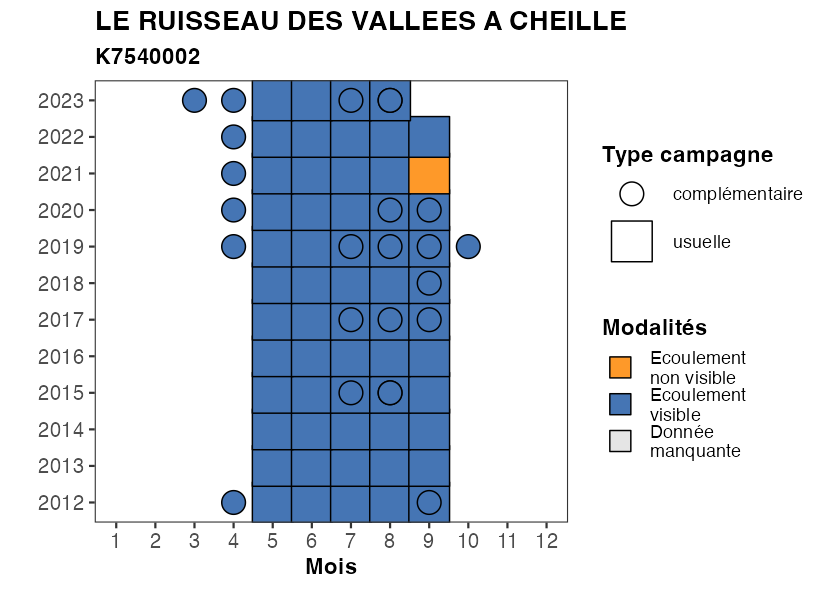 LE RUISSEAU DES VALLEES A CHEILLE
K7540002
2023
2022
2021
2020
2019
2018
2017
2016
2015
2014
2013
2012
1 2 3 4 5 6 7 8 9 10 11 12
Mois
Type campagne
complémentaire
usuelle
Modalités
Ecoulement
non visible
Ecoulement
visible
Donnée
manquante